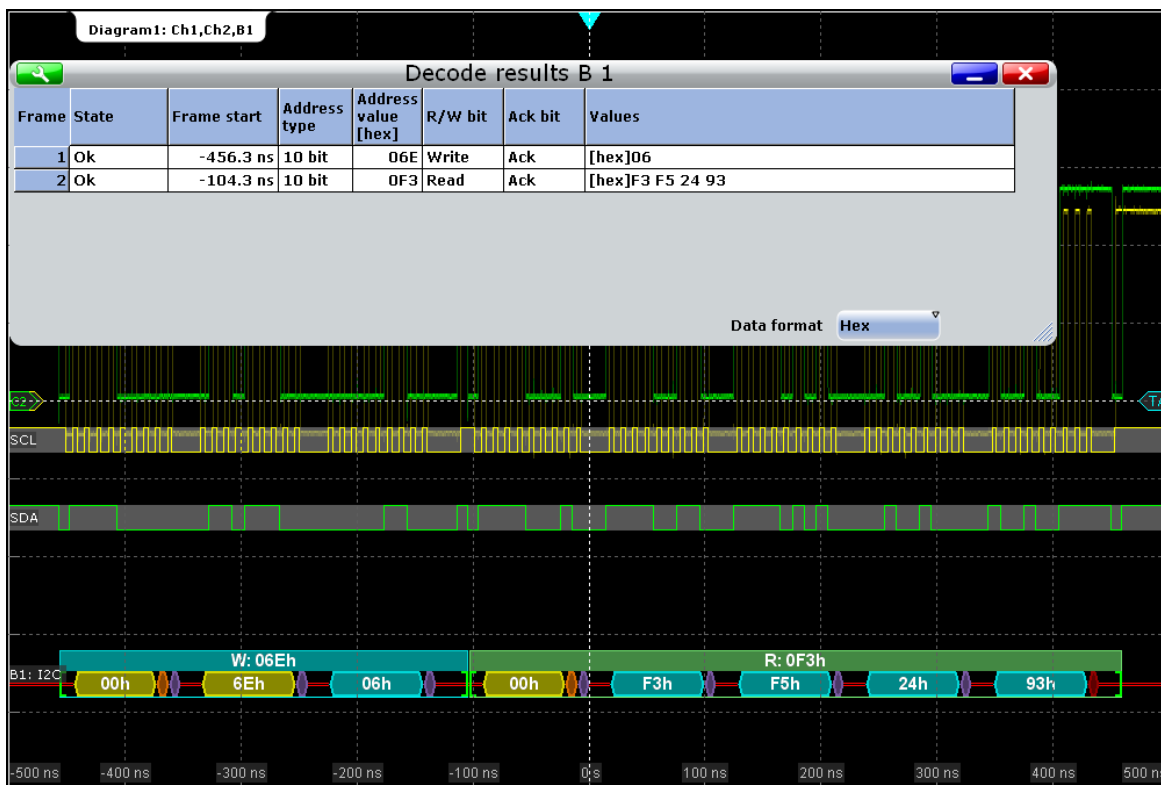 Diagram1: Ch1,Ch2,B1
Decode results B 1
Frame State Frame start Address type Address value [hex] R/W bit Ack bit Values
1 Ok -456.3 ns 10 bit 06E Write Ack [hex]06
2 Ok -104.3 ns 10 bit 0F3 Read Ack [hex]F3 F5 24 93
Data format Hex
C2
SCL
SDA
W: 06Eh R: 0F3h
B1: I2C 00h 6Eh 06h 00h F3h F5h 24h 93h
-500 ns -400 ns -300 ns -200 ns -100 ns 0 s 100 ns 200 ns 300 ns 400 ns 500 n